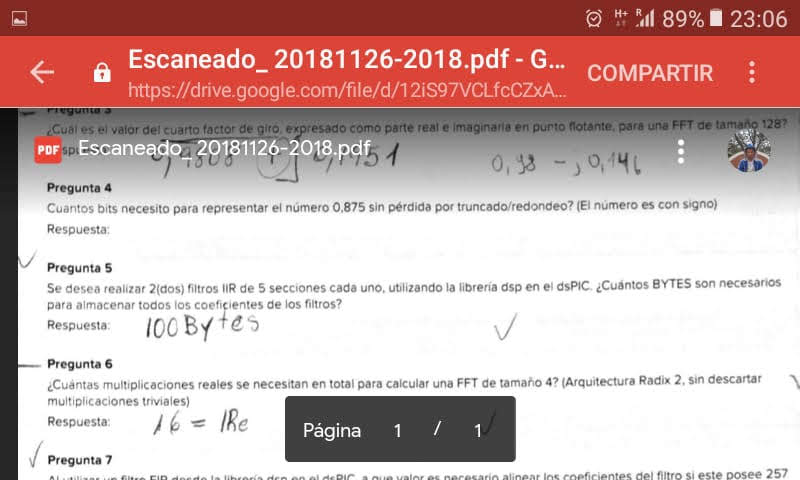 H+ R 89% 23:06
Escaneado_ 20181126-2018.pdf - G...
COMPARTIR
https://drive.google.com/file/d/12iS97VCLfcCZxA...
Pregunta 3
¿Cuál es el valor del cuarto factor de giro, expresado como parte real e imaginaria en punto flotante, para una FFT de tamaño 128?
PDF Escaneado_ 20181126-2018.pdf
0,98 - j0,146
Pregunta 4
Cuantos bits necesito para representar el número 0,875 sin pérdida por truncado/redondeo? (El número es con signo)
Respuesta:
Pregunta 5
Se desea realizar 2(dos) filtros IIR de 5 secciones cada uno, utilizando la librería dsp en el dsPIC. ¿Cuántos BYTES son necesarios
para almacenar todos los coeficientes de los filtros?
Respuesta: 100 Bytes
Pregunta 6
¿Cuántas multiplicaciones reales se necesitan en total para calcular una FFT de tamaño 4? (Arquitectura Radix 2, sin descartar
multiplicaciones triviales)
Respuesta: 16 = Re
Página 1 / 1
Pregunta 7
Al utilizar un filtro FIR desde la librería dsp en el dsPIC, a que valor es necesario alinear los coeficientes del filtro si este posee 257